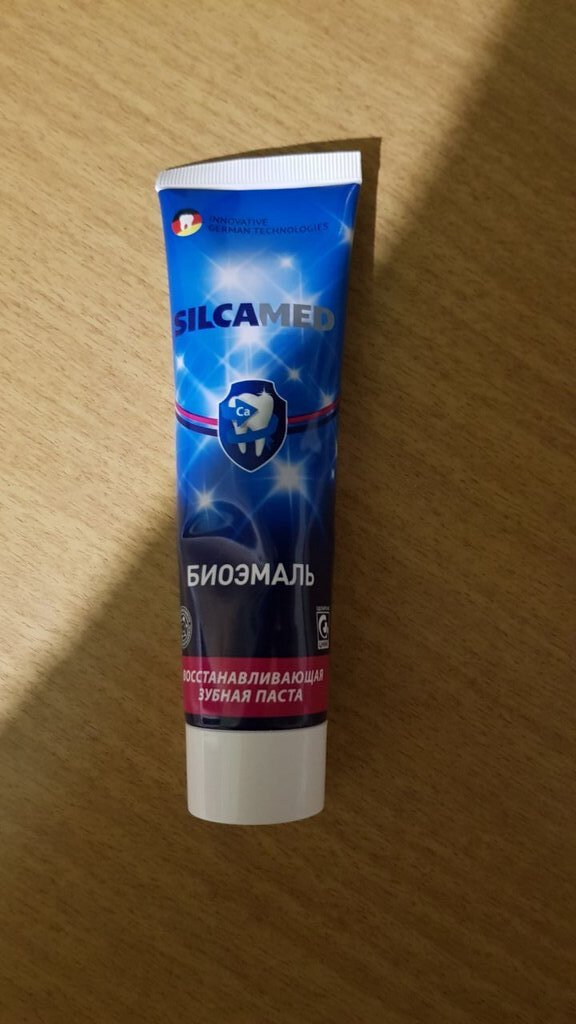 INNOVATIVE
GERMAN TECHNOLOGIES
SILCAMED
Ca
БИОЭМАЛЬ
ВОССТАНАВЛИВАЮЩАЯ
ЗУБНАЯ ПАСТА